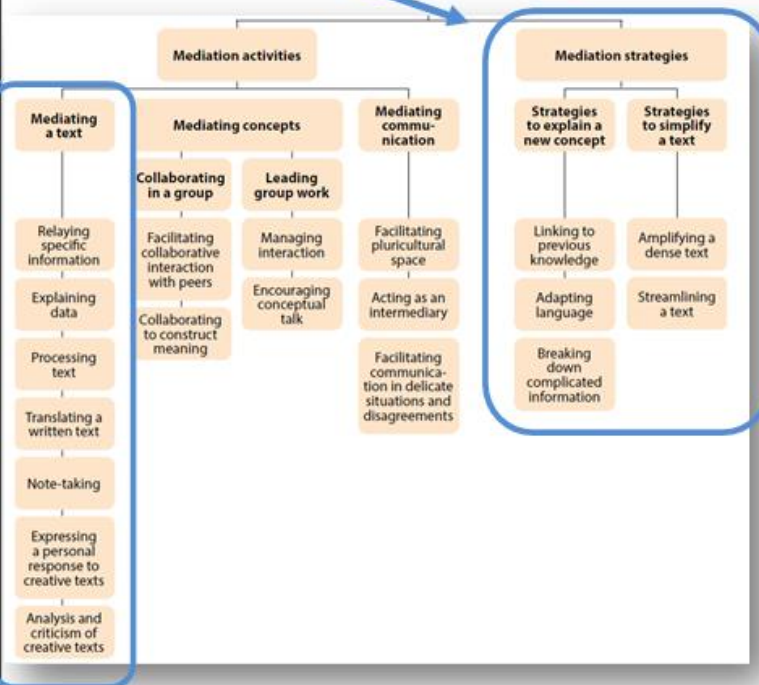 Mediation activities
Mediation strategies
Mediating
a text
Mediating concepts
Mediating
commu-
nication
Strategies
to explain a
new concept
Strategies
to simplify
a text
Collaborating
in a group
Leading
group work
Relaying
specific
information
Explaining
data
Processing
text
Translating a
written text
Note-taking
Expressing
a personal
response to
creative texts
Analysis and
criticism of
creative texts
Facilitating
collaborative
interaction
with peers
Collaborating
to construct
meaning
Managing
interaction
Encouraging
conceptual
talk
Facilitating
pluricultural
space
Acting as an
intermediary
Facilitating
communica-
tion in delicate
situations and
disagreements
Linking to
previous
knowledge
Adapting
language
Breaking
down
complicated
information
Amplifying a
dense text
Streamlining
a text